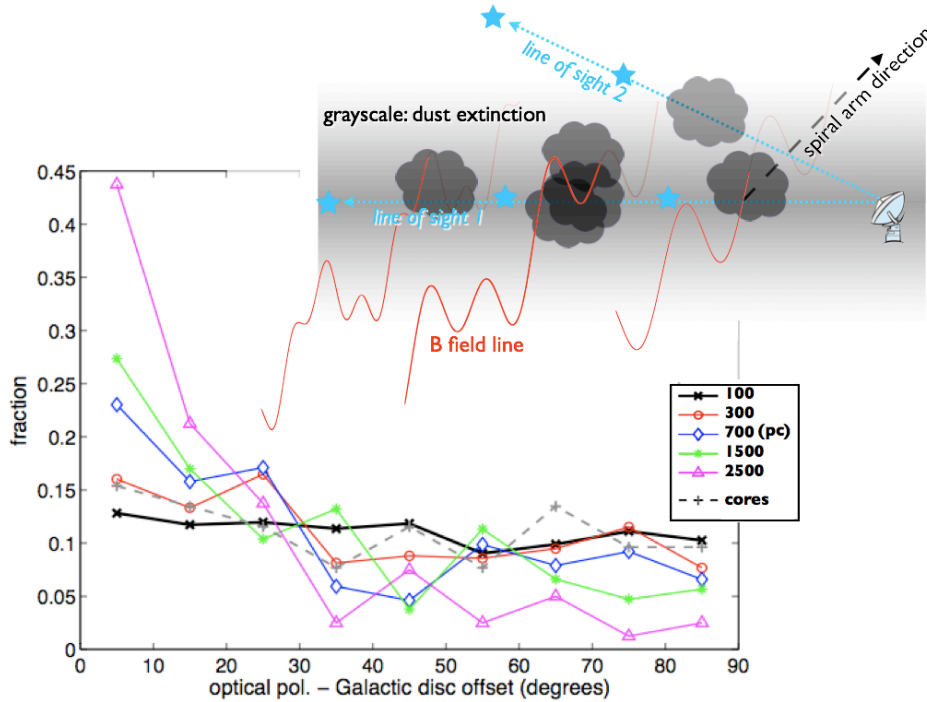 line of sight 2
spiral arm direction
grayscale: dust extinction
line of sight 1
B field line
0.45
0.4
0.35
0.3
0.25
0.2
0.15
0.1
0.05
0
fraction
100
300
700 (pc)
1500
2500
cores
0 10 20 30 40 50 60 70 80 90
optical pol. – Galactic disc offset (degrees)